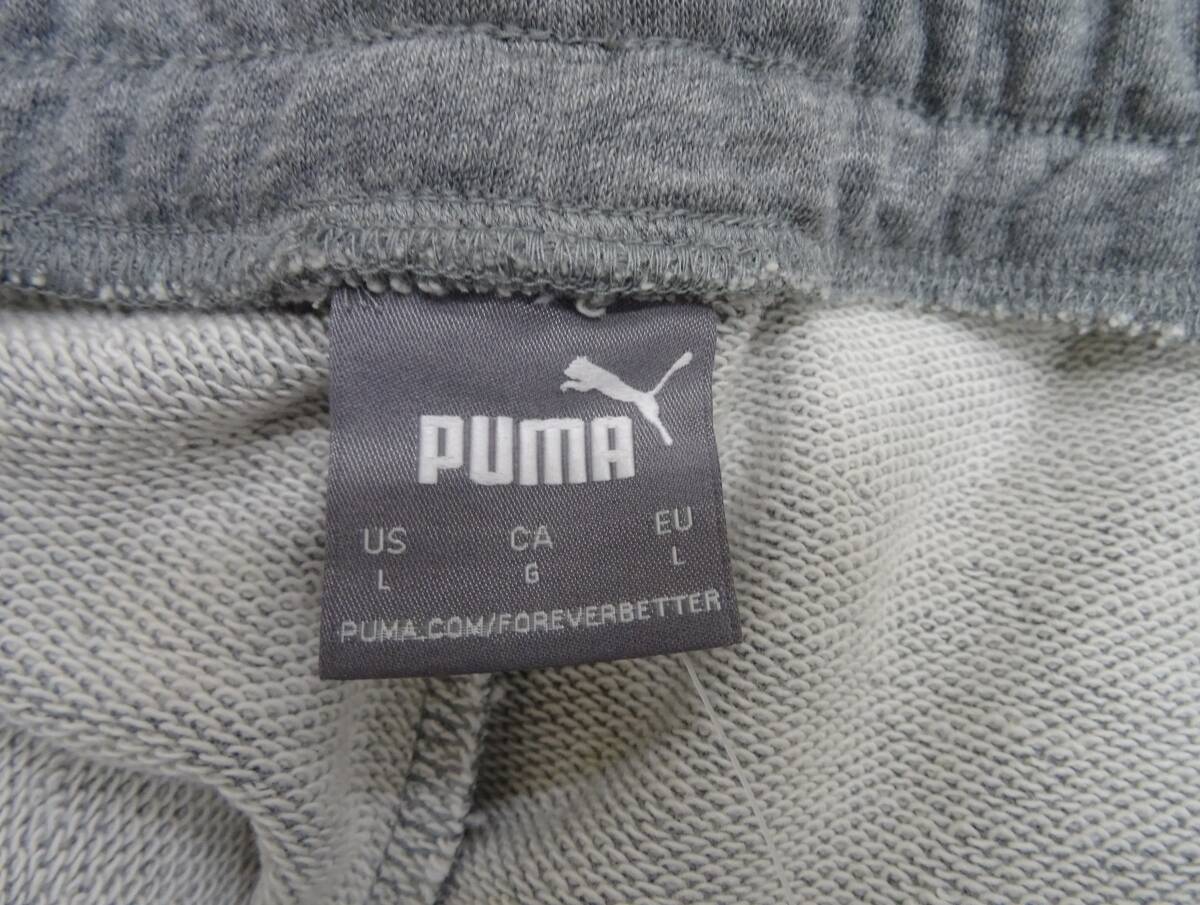 PUMA
US CA EU
L G L
PUMA.COM/FOREVERBETTER